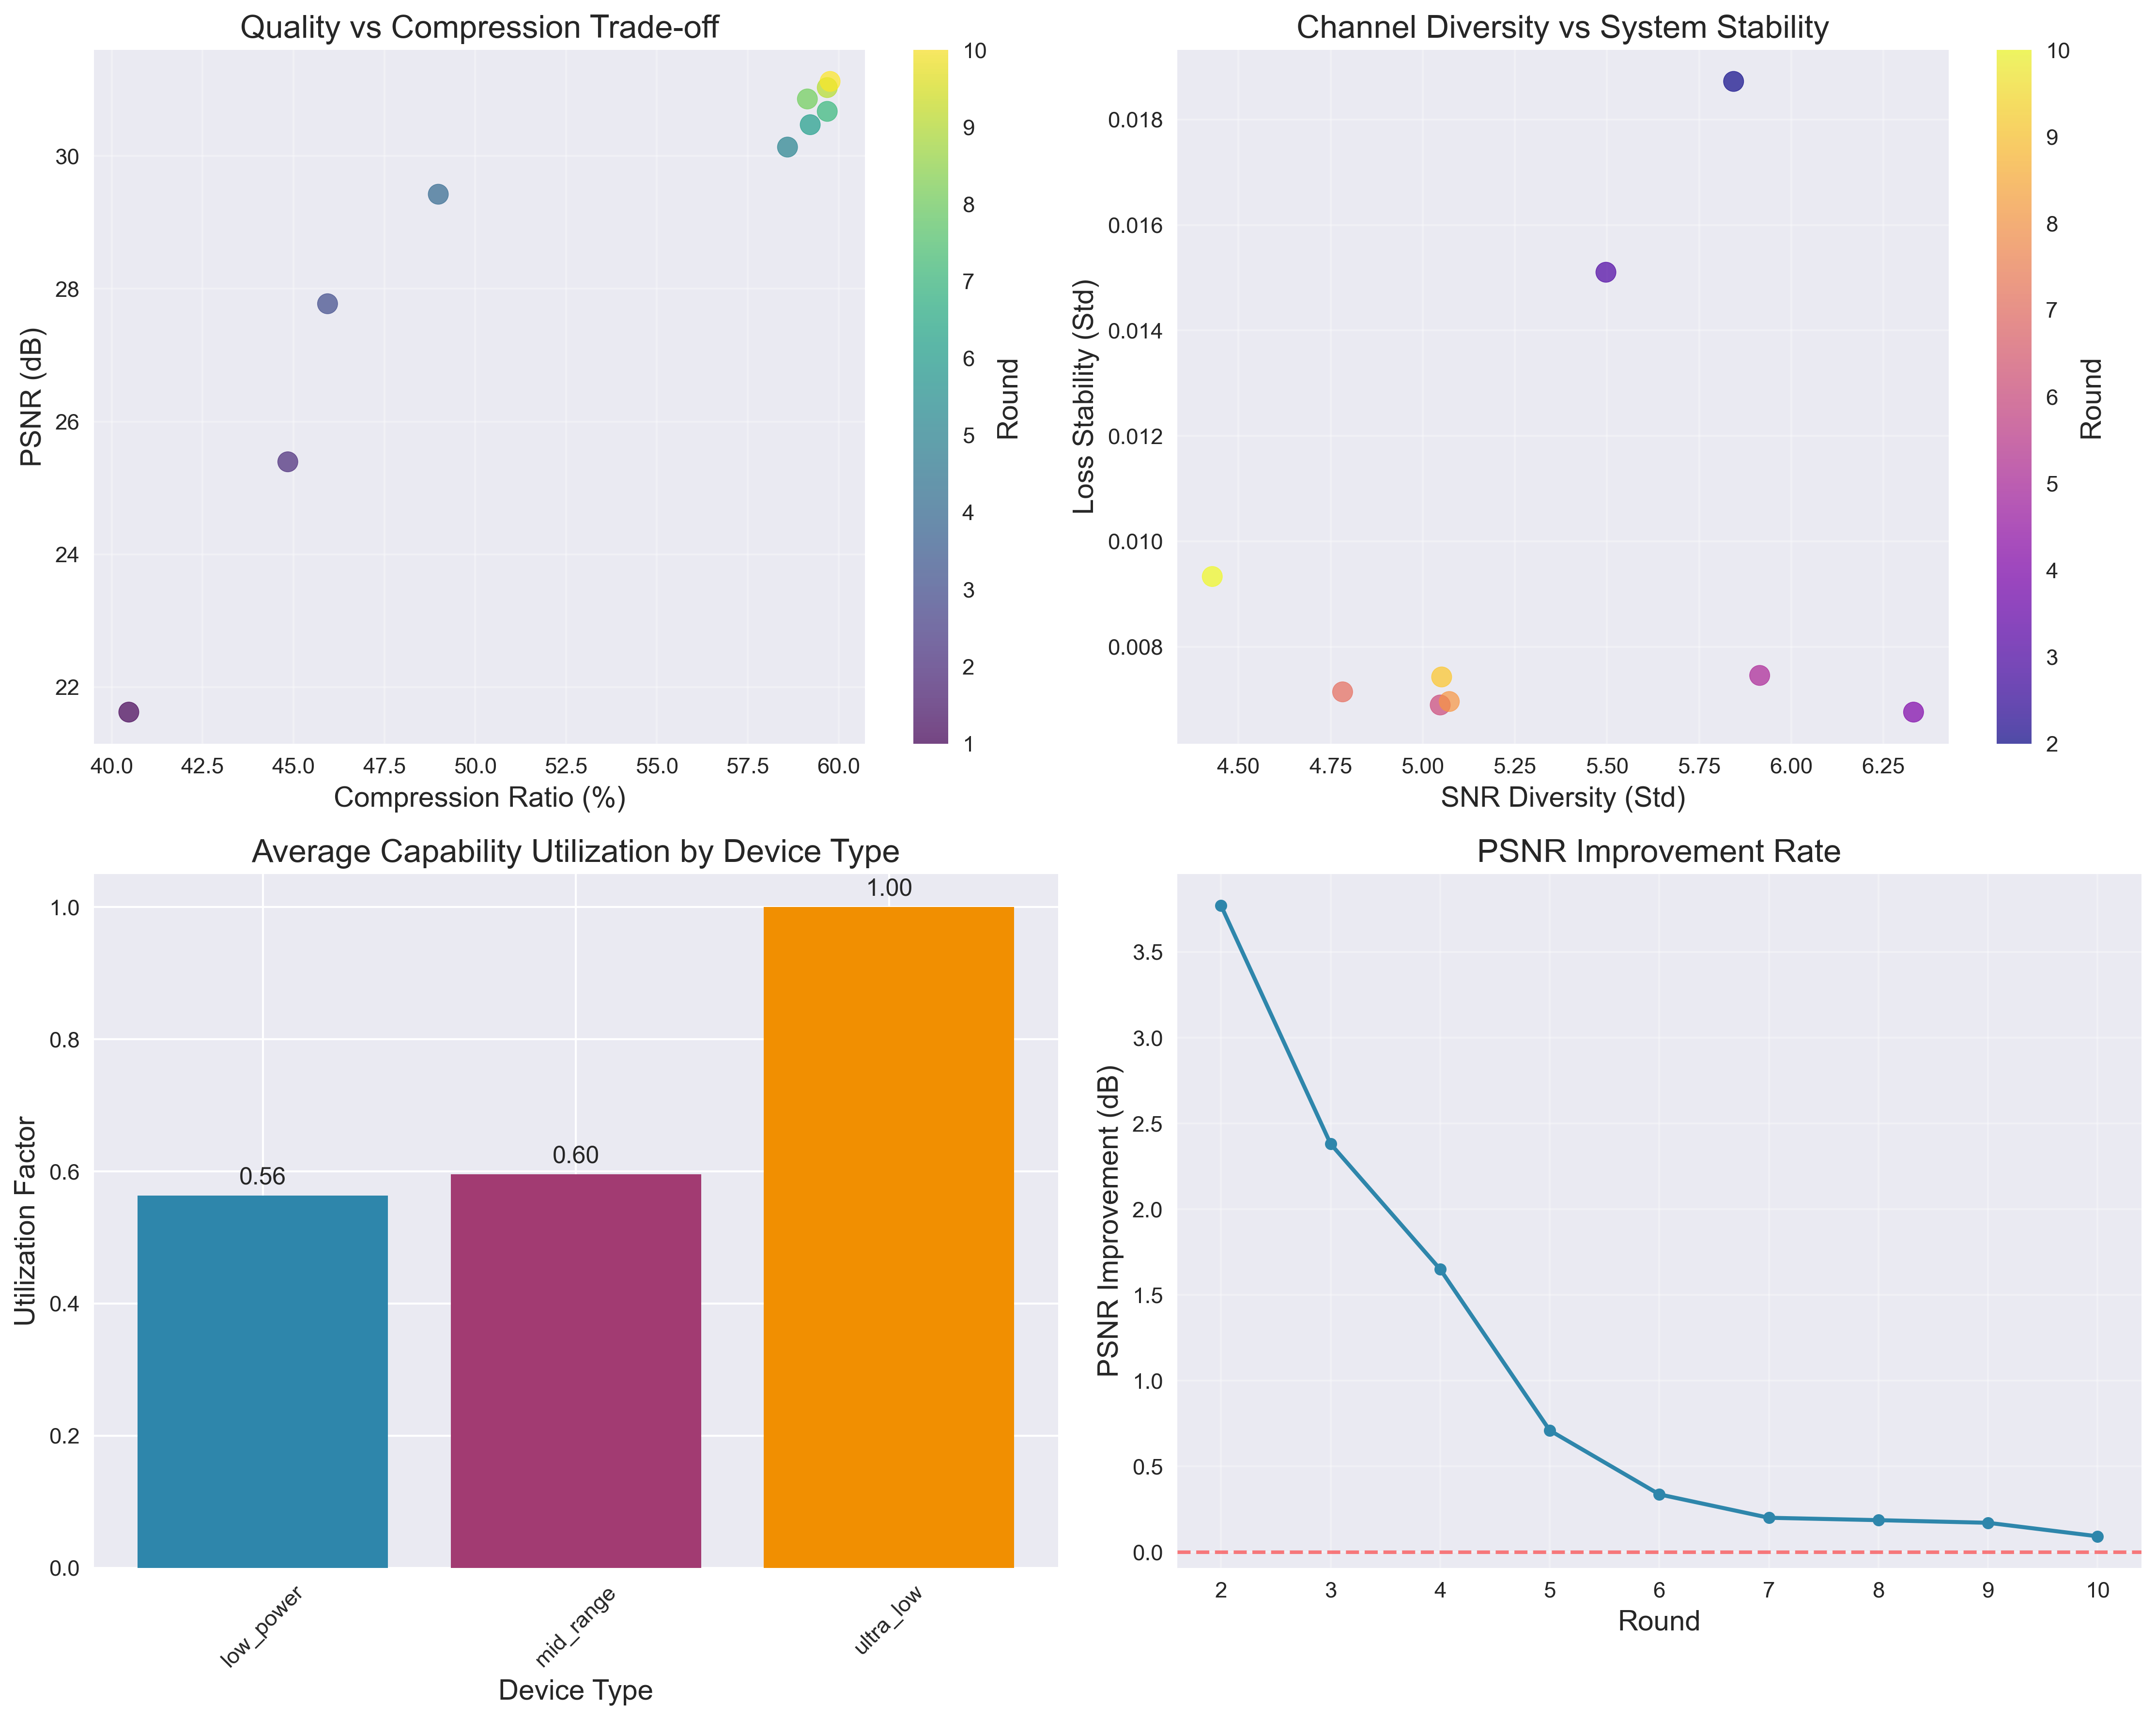 Quality vs Compression Trade-off
PSNR (dB)
30
28
26
24
22
40.0 42.5 45.0 47.5 50.0 52.5 55.0 57.5 60.0
Compression Ratio (%)
10
9
8
7
6
5
4
3
2
1
Round
Channel Diversity vs System Stability
Loss Stability (Std)
0.018
0.016
0.014
0.012
0.010
0.008
4.50 4.75 5.00 5.25 5.50 5.75 6.00 6.25
SNR Diversity (Std)
10
9
8
7
6
5
4
3
2
Round
Average Capability Utilization by Device Type
Utilization Factor
1.0
0.8
0.6
0.4
0.2
0.0
0.56
0.60
1.00
low_power mid_range ultra_low
Device Type
PSNR Improvement Rate
PSNR Improvement (dB)
3.5
3.0
2.5
2.0
1.5
1.0
0.5
0.0
2 3 4 5 6 7 8 9 10
Round